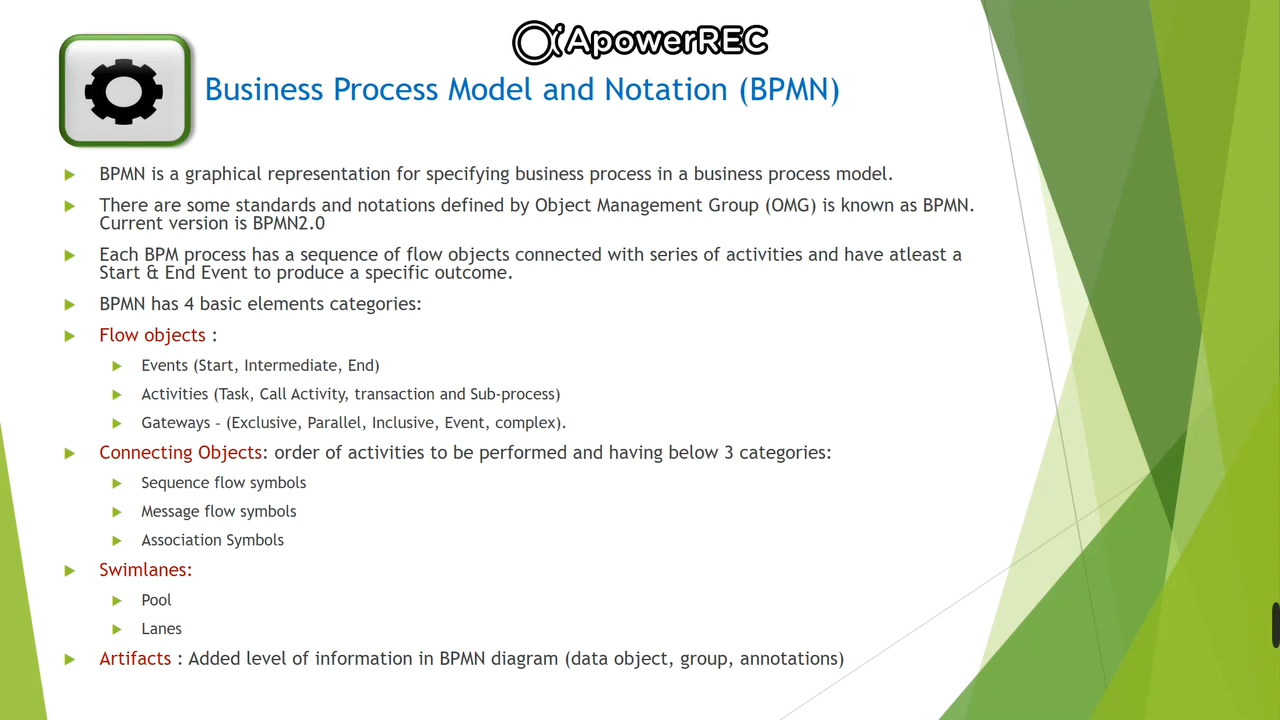 ApowerREC
Business Process Model and Notation (BPMN)
BPMN is a graphical representation for specifying business process in a business process model.
There are some standards and notations defined by Object Management Group (OMG) is known as BPMN.
Current version is BPMN2.0
Each BPM process has a sequence of flow objects connected with series of activities and have atleast a
Start & End Event to produce a specific outcome.
BPMN has 4 basic elements categories:
Flow objects :
Events (Start, Intermediate, End)
Activities (Task, Call Activity, transaction and Sub-process)
Gateways - (Exclusive, Parallel, Inclusive, Event, complex).
Connecting Objects: order of activities to be performed and having below 3 categories:
Sequence flow symbols
Message flow symbols
Association Symbols
Swimlanes:
Pool
Lanes
Artifacts : Added level of information in BPMN diagram (data object, group, annotations)